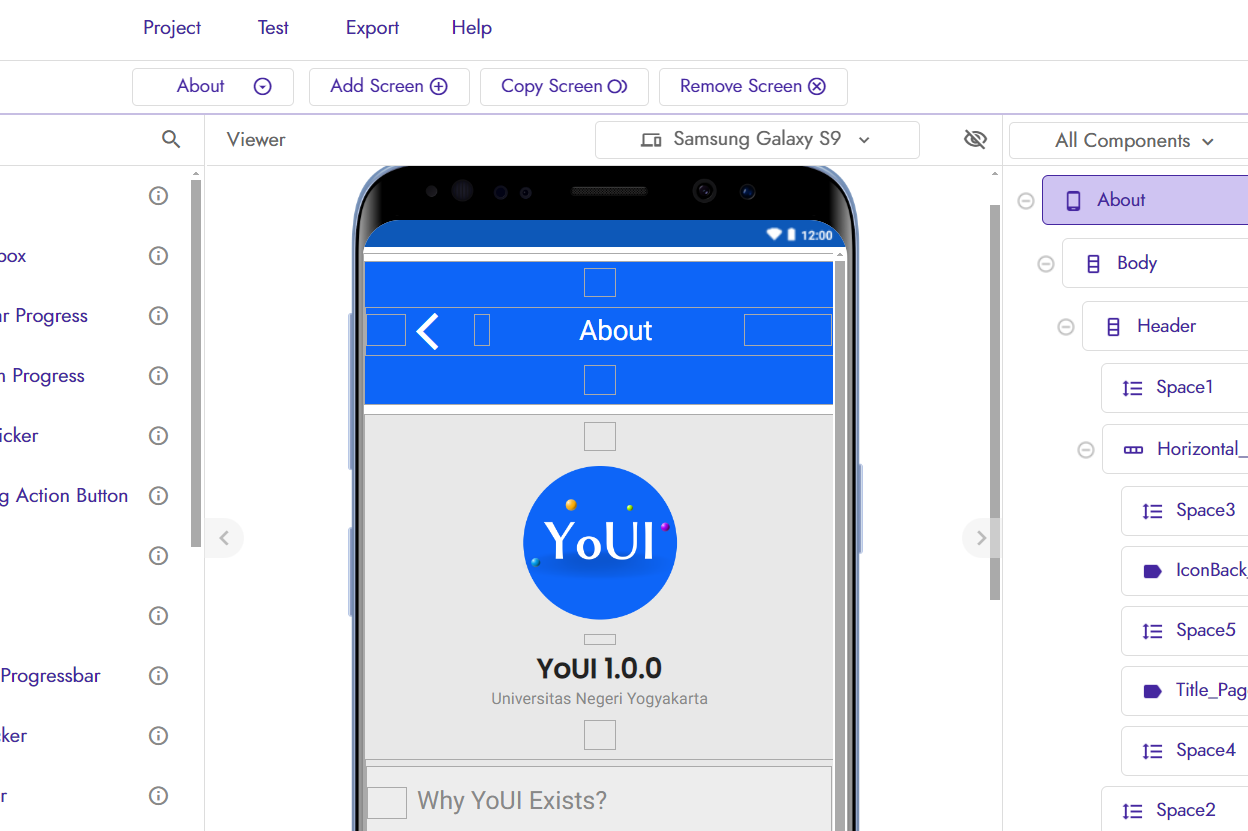 Project Test Export Help
About Add Screen Copy Screen Remove Screen
Viewer Samsung Galaxy S9 All Components
box
ar Progress
n Progress
icker
g Action Button
Progressbar
cker
r
12:00
About
YoUI
YoUI 1.0.0
Universitas Negeri Yogyakarta
Why YoUI Exists?
About
Body
Header
Space1
Horizontal_
Space3
IconBack_
Space5
Title_Pag
Space4
Space2